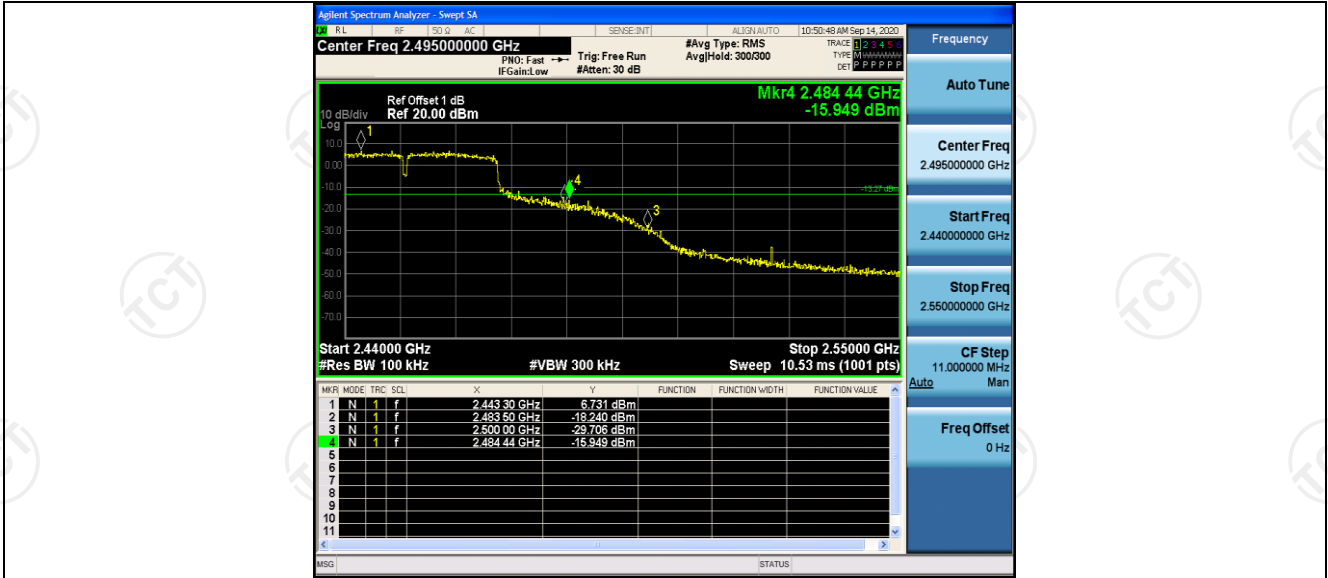 Agilent Spectrum Analyzer - Swept SA
RL RF 50 Ω AC SENSE:INT ALIGN AUTO 10:50:48 AM Sep 14, 2020
Center Freq 2.495000000 GHz
PNO: Fast
IFGain:Low
Trig: Free Run
#Atten: 30 dB
#Avg Type: RMS
Avg|Hold: 300/300
TRACE 1 2 3 4 5 6
TYPE M
DET P P P P P P
Mkr4 2.484 44 GHz
-15.949 dBm
Ref Offset 1 dB
10 dB/div Ref 20.00 dBm
Log
10.0
0.00
-10.0
-20.0
-30.0
-40.0
-50.0
-60.0
-70.0
1
4
3
-13.27 dBm
Start 2.44000 GHz Stop 2.55000 GHz
#Res BW 100 kHz #VBW 300 kHz Sweep 10.53 ms (1001 pts)
MKR MODE TRC SCL X Y FUNCTION FUNCTION WIDTH FUNCTION VALUE
1 N 1 f 2.443 30 GHz 6.731 dBm
2 N 1 f 2.483 50 GHz -18.240 dBm
3 N 1 f 2.500 00 GHz -29.706 dBm
4 N 1 f 2.484 44 GHz -15.949 dBm
5
6
7
8
9
10
11
MSG STATUS
Frequency
Auto Tune
Center Freq
2.495000000 GHz
Start Freq
2.440000000 GHz
Stop Freq
2.550000000 GHz
CF Step
11.000000 MHz
Auto Man
Freq Offset
0 Hz
TCT
TCT
TCT
TCT
TCT
TCT